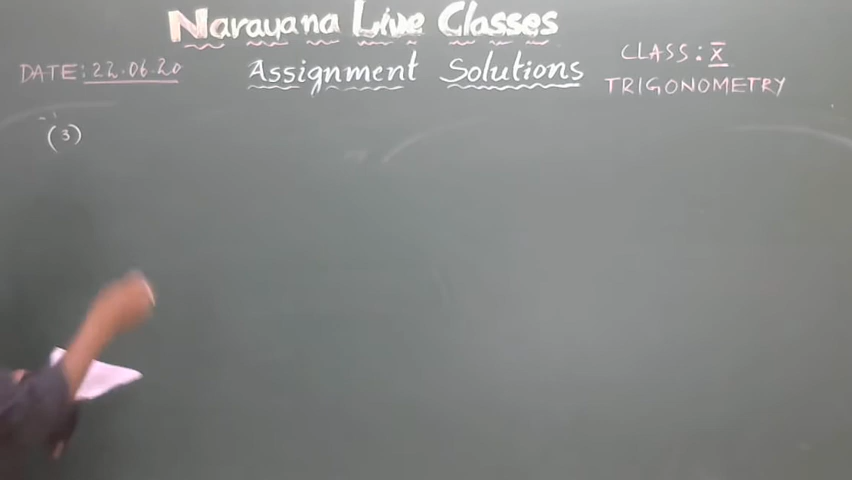 Narayana Live Classes
DATE: 22.06.20
Assignment Solutions
CLASS: X
TRIGONOMETRY
(3)